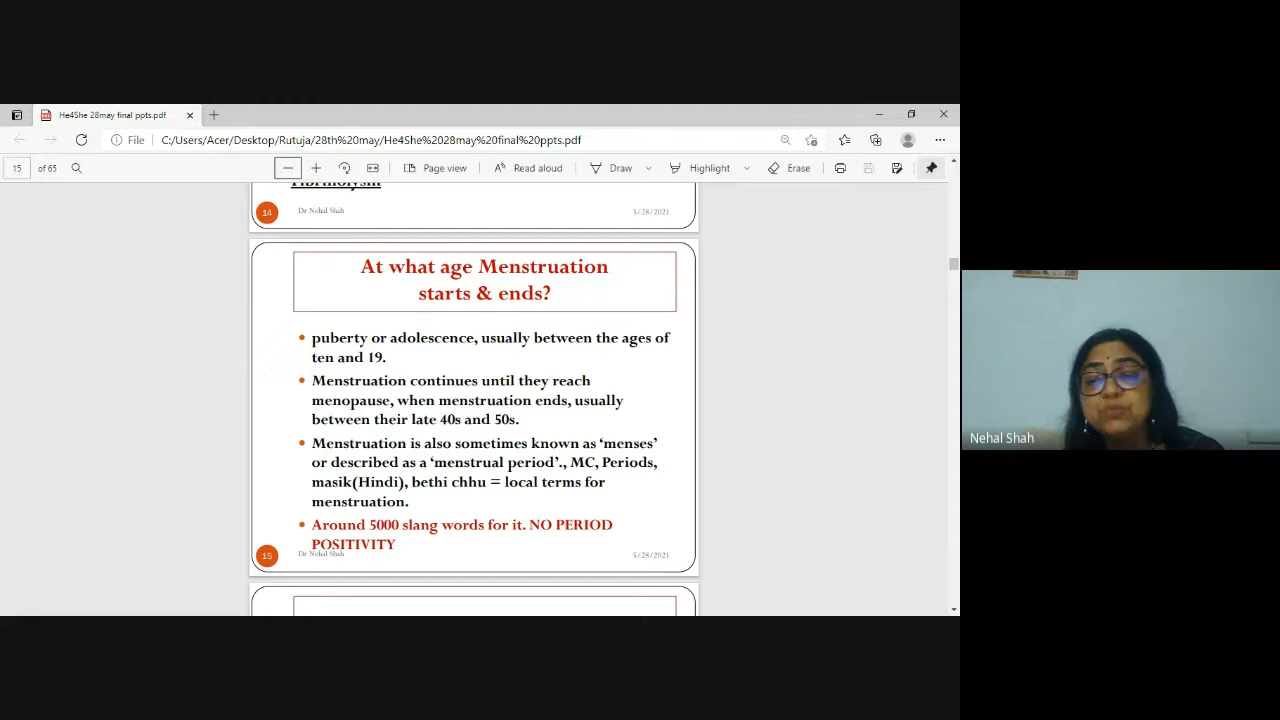 He4She 28may final ppts.pdf
File
C:/Users/Acer/Desktop/Rutuja/28th%20may/He4She%2028may%20final%20ppts.pdf
15 of 65
Page view
Read aloud
Draw
Highlight
Erase
Fibrinolysin
14
Dr Nehal Shah
5/28/2021
At what age Menstruation
starts & ends?
• puberty or adolescence, usually between the ages of
ten and 19.
• Menstruation continues until they reach
menopause, when menstruation ends, usually
between their late 40s and 50s.
• Menstruation is also sometimes known as ‘menses’
or described as a ‘menstrual period’., MC, Periods,
masik(Hindi), bethi chhu = local terms for
menstruation.
• Around 5000 slang words for it. NO PERIOD
POSITIVITY
15
Dr Nehal Shah
5/28/2021
Nehal Shah